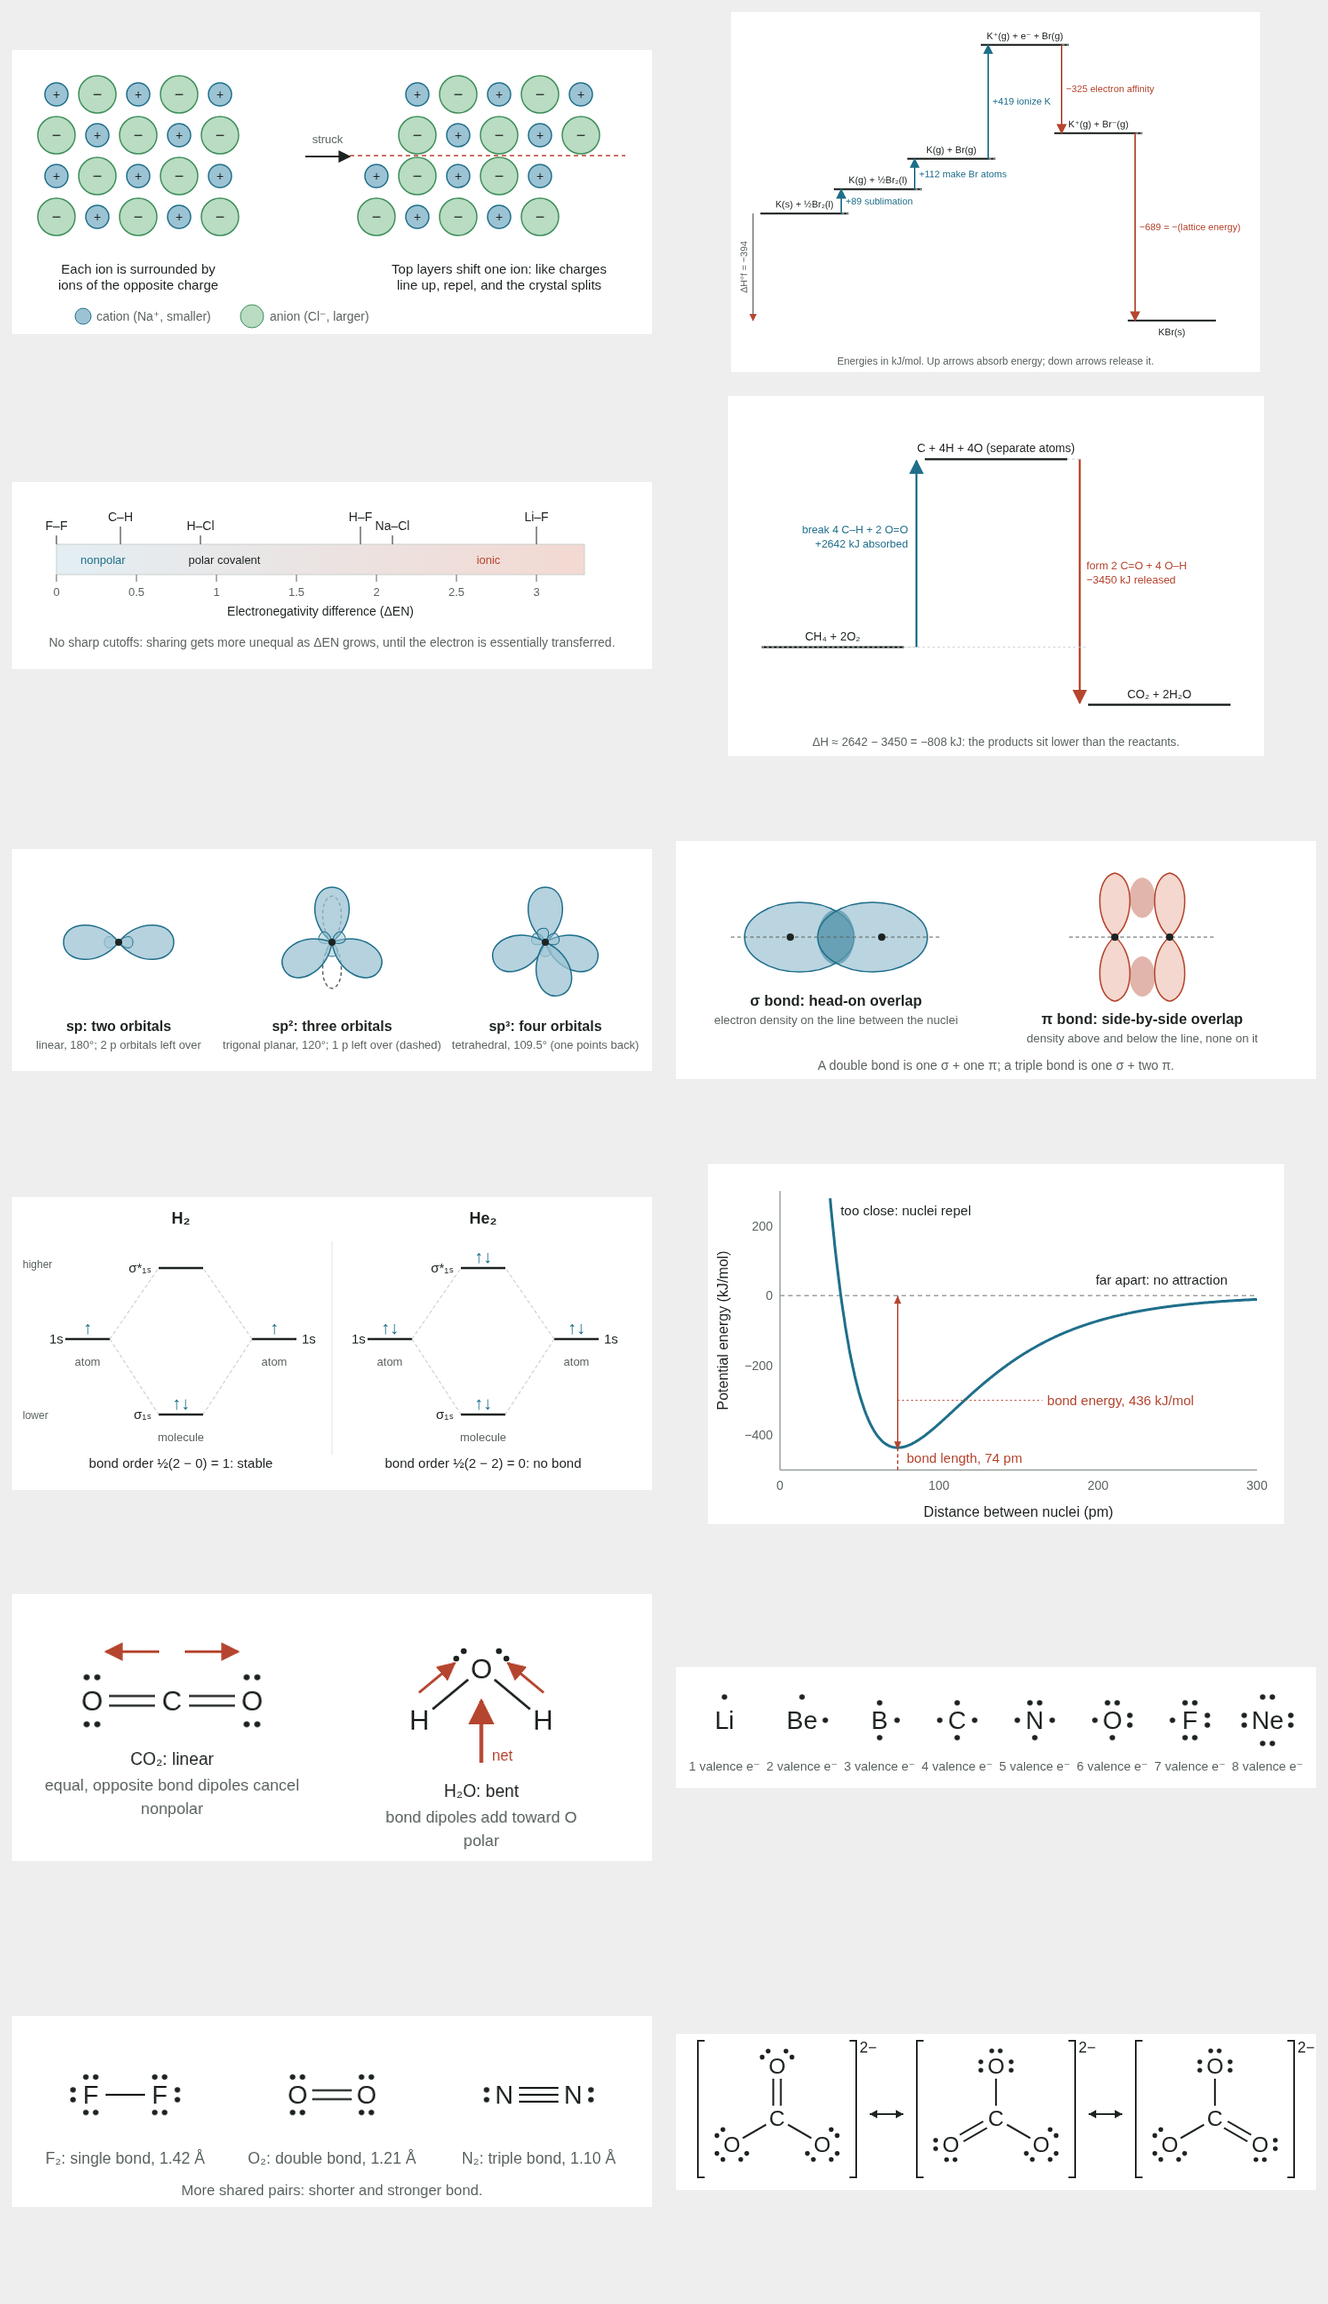 + − + − +
− + − + −
+ − + − +
− + − + −
struck
+ − + − +
− + − + −
+ − + − +
− + − + −
Each ion is surrounded by
ions of the opposite charge
Top layers shift one ion: like charges
line up, repel, and the crystal splits
cation (Na⁺, smaller)
anion (Cl⁻, larger)
K⁺(g) + e⁻ + Br(g)
−325 electron affinity
+419 ionize K
K⁺(g) + Br⁻(g)
K(g) + Br(g)
+112 make Br atoms
K(g) + ½Br₂(l)
+89 sublimation
K(s) + ½Br₂(l)
−689 = −(lattice energy)
ΔH°f = −394
KBr(s)
Energies in kJ/mol. Up arrows absorb energy; down arrows release it.
F–F
C–H
H–Cl
H–F
Na–Cl
Li–F
nonpolar
polar covalent
ionic
0 0.5 1 1.5 2 2.5 3
Electronegativity difference (ΔEN)
No sharp cutoffs: sharing gets more unequal as ΔEN grows, until the electron is essentially transferred.
C + 4H + 4O (separate atoms)
break 4 C–H + 2 O=O
+2642 kJ absorbed
form 2 C=O + 4 O–H
−3450 kJ released
CH₄ + 2O₂
CO₂ + 2H₂O
ΔH ≈ 2642 − 3450 = −808 kJ: the products sit lower than the reactants.
sp: two orbitals
linear, 180°; 2 p orbitals left over
sp²: three orbitals
trigonal planar, 120°; 1 p left over (dashed)
sp³: four orbitals
tetrahedral, 109.5° (one points back)
σ bond: head-on overlap
electron density on the line between the nuclei
π bond: side-by-side overlap
density above and below the line, none on it
A double bond is one σ + one π; a triple bond is one σ + two π.
H₂
higher
σ*₁ₛ
1s ↑
↑ 1s
atom
atom
lower
σ₁ₛ ↑↓
molecule
bond order ½(2 − 0) = 1: stable
He₂
σ*₁ₛ ↑↓
1s ↑↓
↑↓ 1s
atom
atom
σ₁ₛ ↑↓
molecule
bond order ½(2 − 2) = 0: no bond
too close: nuclei repel
far apart: no attraction
200
0
−200
−400
Potential energy (kJ/mol)
bond energy, 436 kJ/mol
bond length, 74 pm
0 100 200 300
Distance between nuclei (pm)
O C O
CO₂: linear
equal, opposite bond dipoles cancel
nonpolar
O
H H
net
H₂O: bent
bond dipoles add toward O
polar
Li Be B C N O F Ne
1 valence e⁻ 2 valence e⁻ 3 valence e⁻ 4 valence e⁻ 5 valence e⁻ 6 valence e⁻ 7 valence e⁻ 8 valence e⁻
F F
O O
N N
F₂: single bond, 1.42 Å
O₂: double bond, 1.21 Å
N₂: triple bond, 1.10 Å
More shared pairs: shorter and stronger bond.
O
C
O O
2−
O
C
O O
2−
O
C
O O
2−